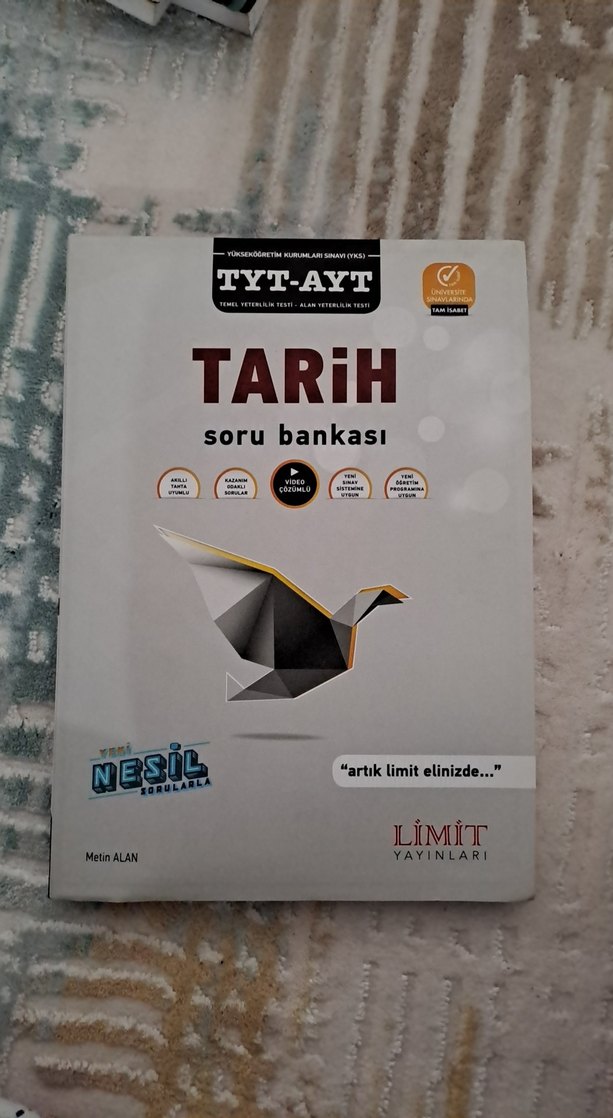 YÜKSEKÖĞRETİM KURUMLARI SINAVI (YKS)
TYT-AYT
TEMEL YETERLİLİK TESTİ - ALAN YETERLİLİK TESTİ
ÜNİVERSİTE
SINAVLARINDA
TAM İSABET
TARİH
soru bankası
AKILLI
TAHTA
UYUMLU
KAZANIM
ODAKLI
SORULAR
VİDEO
ÇÖZÜMLÜ
YENİ
SINAV
SİSTEMİNE
UYGUN
YENİ
ÖĞRETİM
PROGRAMINA
UYGUN
YENİ
NESİL
SORULARLA
"artık limit elinizde..."
LİMİT
YAYINLARI
Metin ALAN